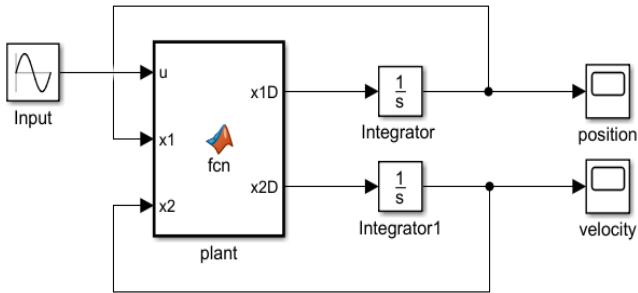 Input
u
x1
x2
fcn
x1D
x2D
plant
1
s
Integrator
1
s
Integrator1
position
velocity